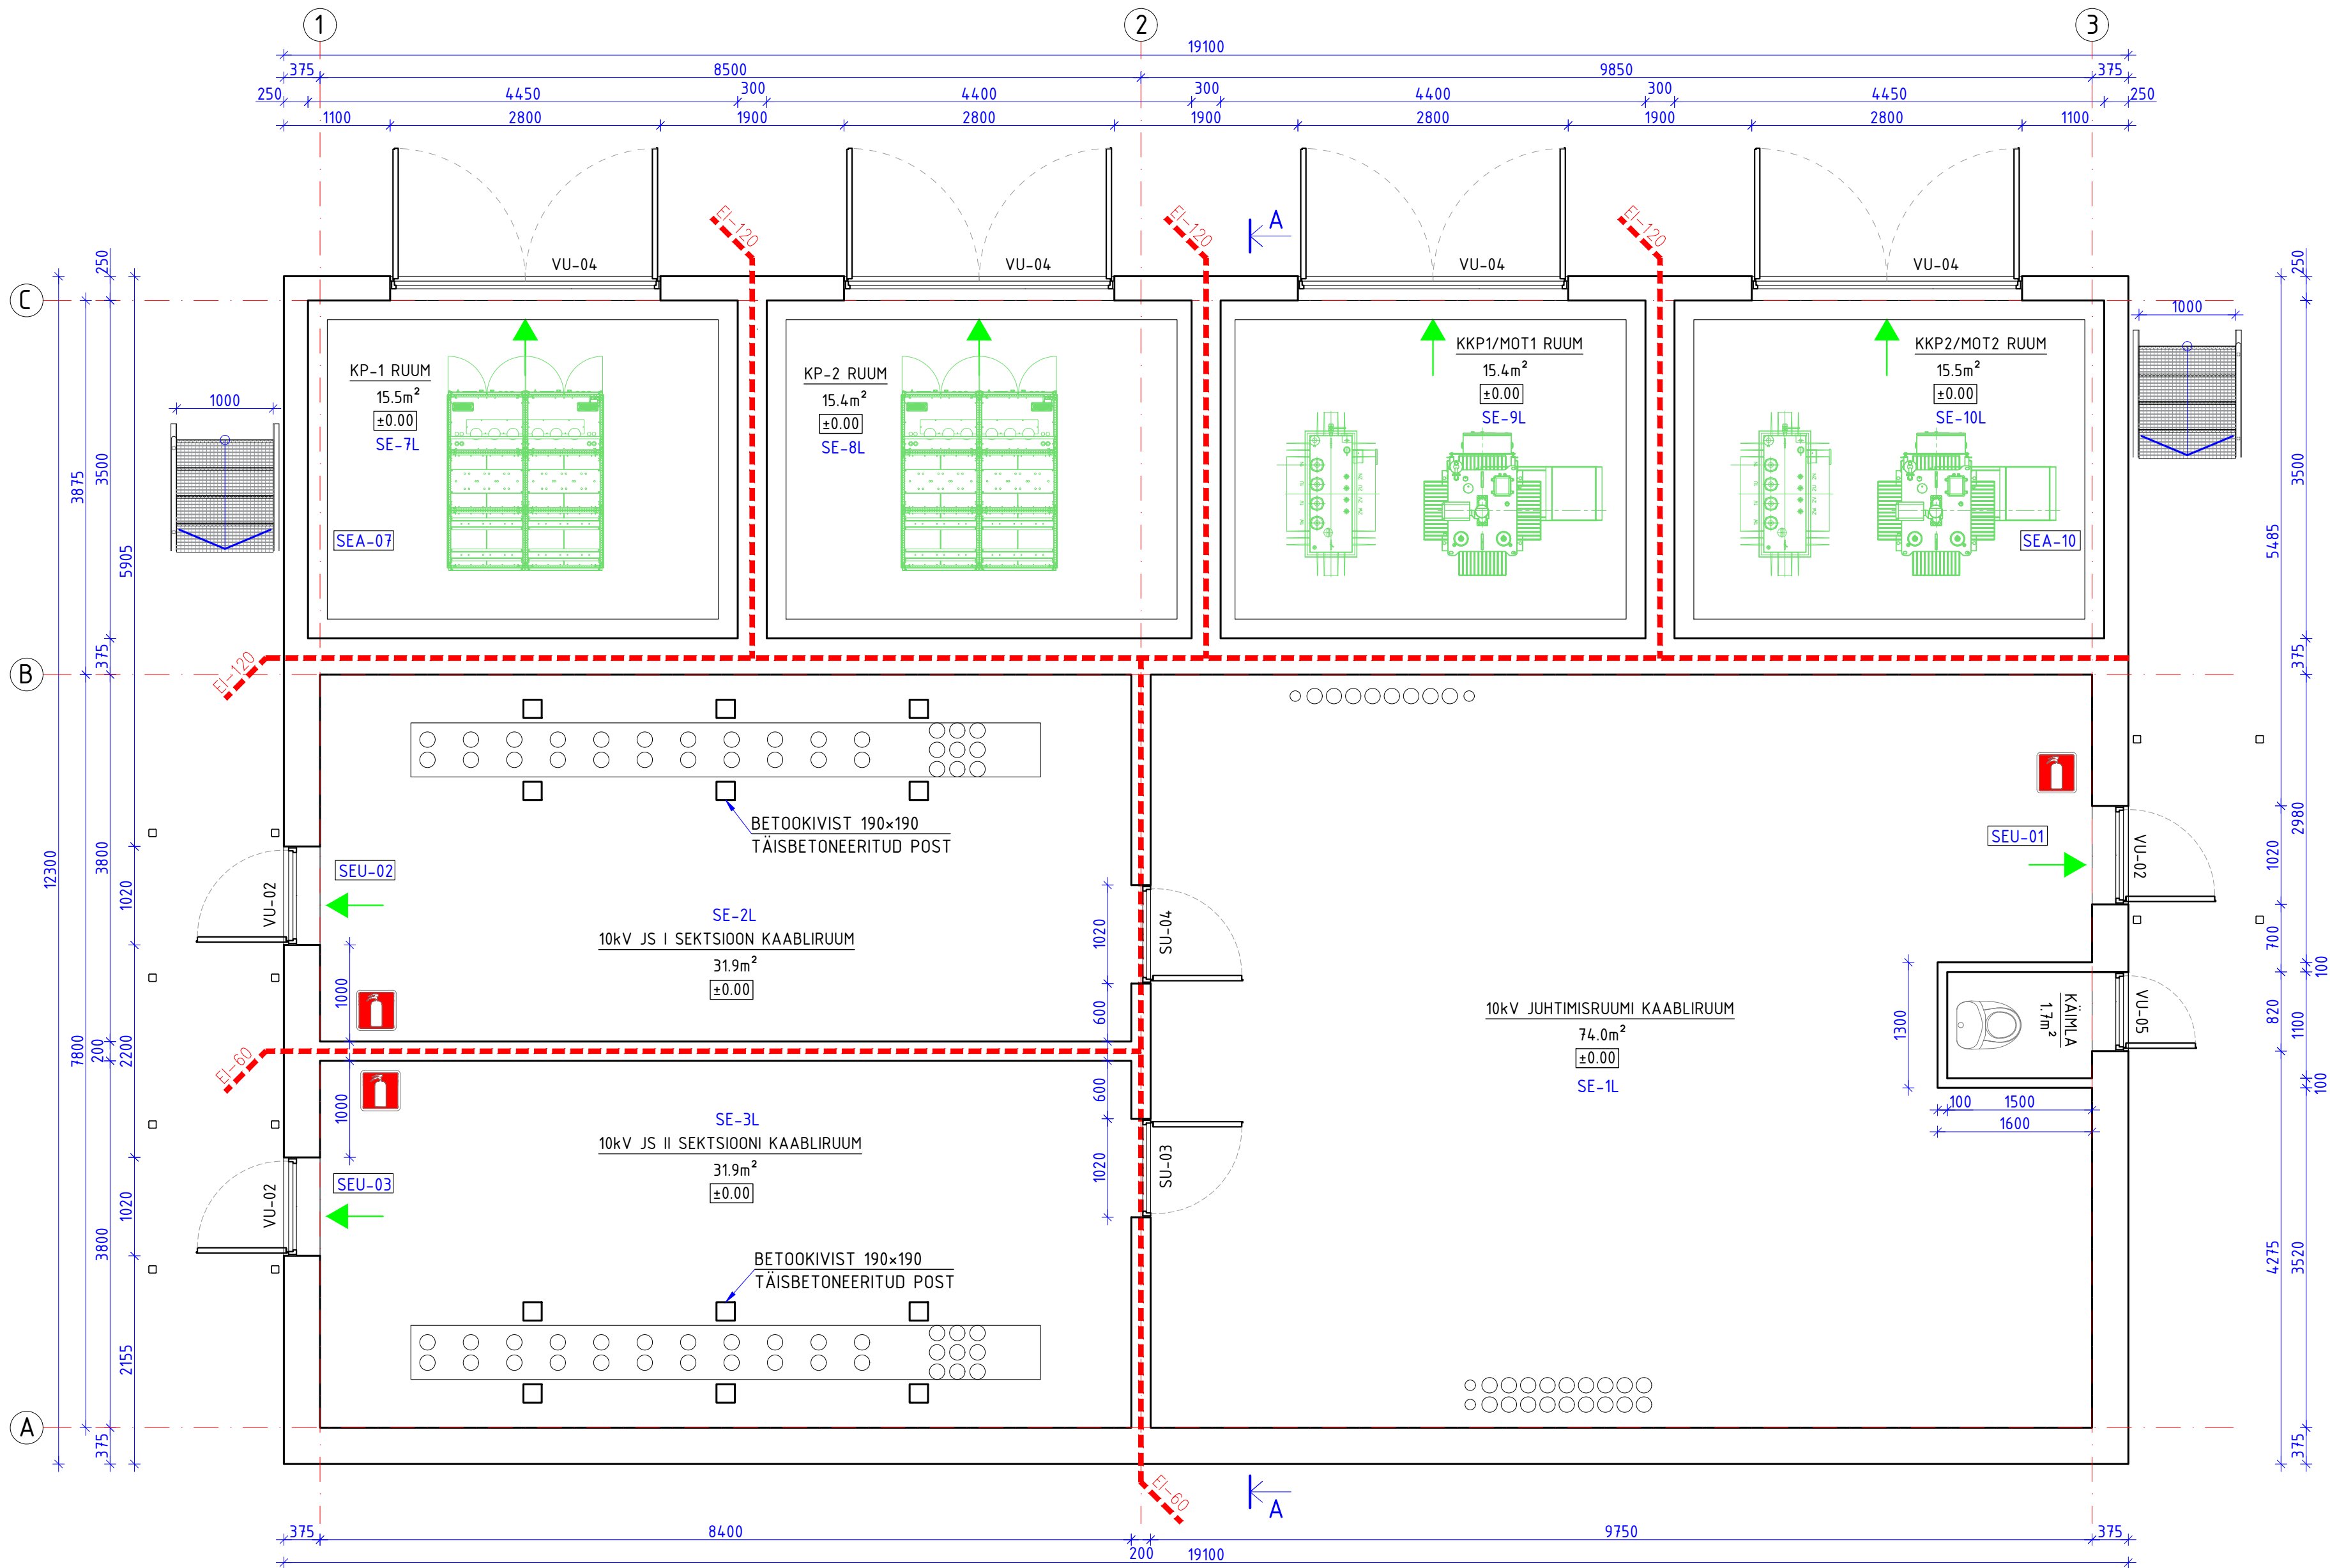 1
2
3
19100
375
8500
9850
375
250
4450
300
4400
300
4400
300
4450
250
1100
2800
1900
2800
1900
2800
1900
2800
1100
EI-120
EI-120
EI-120
A
VU-04
VU-04
VU-04
VU-04
C
KP-1 RUUM
15.5m²
±0.00
SE-7L
SEA-07
KP-2 RUUM
15.4m²
±0.00
SE-8L
KKP1/MOT1 RUUM
15.4m²
±0.00
SE-9L
KKP2/MOT2 RUUM
15.5m²
±0.00
SE-10L
SEA-10
1000
1000
250
3875
3500
5905
375
12300
3800
1020
7800
200
2200
3800
1020
2155
375
250
3500
5485
375
2980
1020
700
100
820
1100
100
4275
3520
375
EI-120
B
BETOOKIVIST 190×190
TÄISBETONEERITUD POST
SEU-02
VU-02
SE-2L
10kV JS I SEKTSIOON KAABLIRUUM
31.9m²
±0.00
1000
1020
600
SU-04
SEU-01
VU-02
EI-60
1000
600
1020
SU-03
SE-3L
10kV JS II SEKTSIOONI KAABLIRUUM
31.9m²
±0.00
SEU-03
VU-02
BETOOKIVIST 190×190
TÄISBETONEERITUD POST
10kV JUHTIMISRUUMI KAABLIRUUM
74.0m²
±0.00
SE-1L
1300
KÄIMLA
1.7m²
VU-05
100
1500
1600
A
EI-60
A
375
8400
200
9750
375
19100